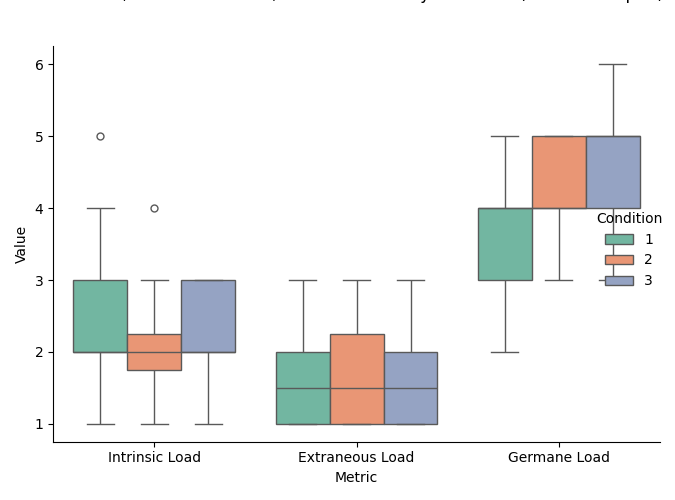 6
5
4
3
2
1
Value
Intrinsic Load
Extraneous Load
Germane Load
Metric
Condition
1
2
3